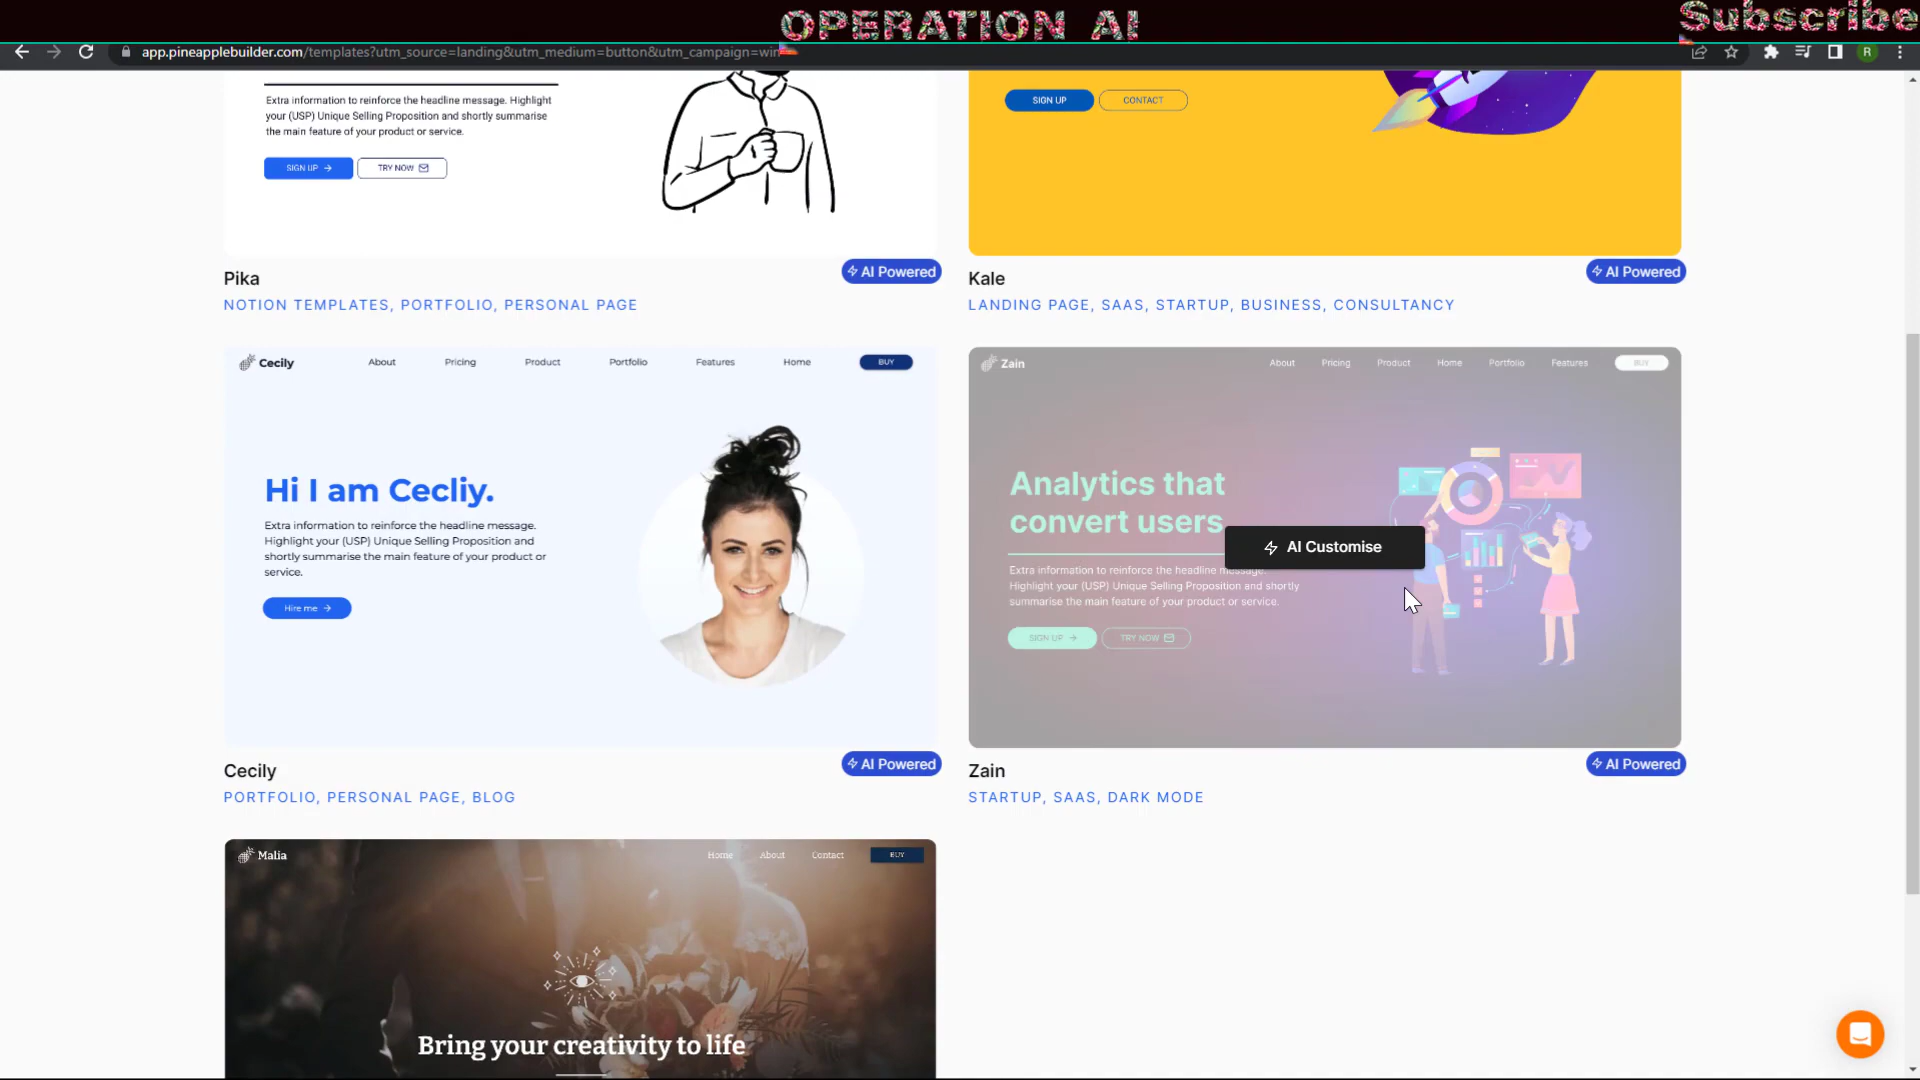 OPERATION AI
Subscribe
app.pineapplebuilder.com/templates?utm_source=landing&utm_medium=button&utm_campaign=win
R
Extra information to reinforce the headline message. Highlight
your (USP) Unique Selling Proposition and shortly summarise
the main feature of your product or service.
SIGN UP
TRY NOW
SIGN UP
CONTACT
Pika
AI Powered
NOTION TEMPLATES, PORTFOLIO, PERSONAL PAGE
Kale
AI Powered
LANDING PAGE, SAAS, STARTUP, BUSINESS, CONSULTANCY
Cecily
About
Pricing
Product
Portfolio
Features
Home
BUY
Hi I am Cecliy.
Extra information to reinforce the headline message.
Highlight your (USP) Unique Selling Proposition and
shortly summarise the main feature of your product or
service.
Hire me
Zain
About
Pricing
Product
Home
Portfolio
Features
BUY
Analytics that
convert users
AI Customise
Extra information to reinforce the headline message.
Highlight your (USP) Unique Selling Proposition and shortly
summarise the main feature of your product or service.
SIGN UP
TRY NOW
Cecily
AI Powered
PORTFOLIO, PERSONAL PAGE, BLOG
Zain
AI Powered
STARTUP, SAAS, DARK MODE
Malia
Home
About
Contact
BUY
Bring your creativity to life